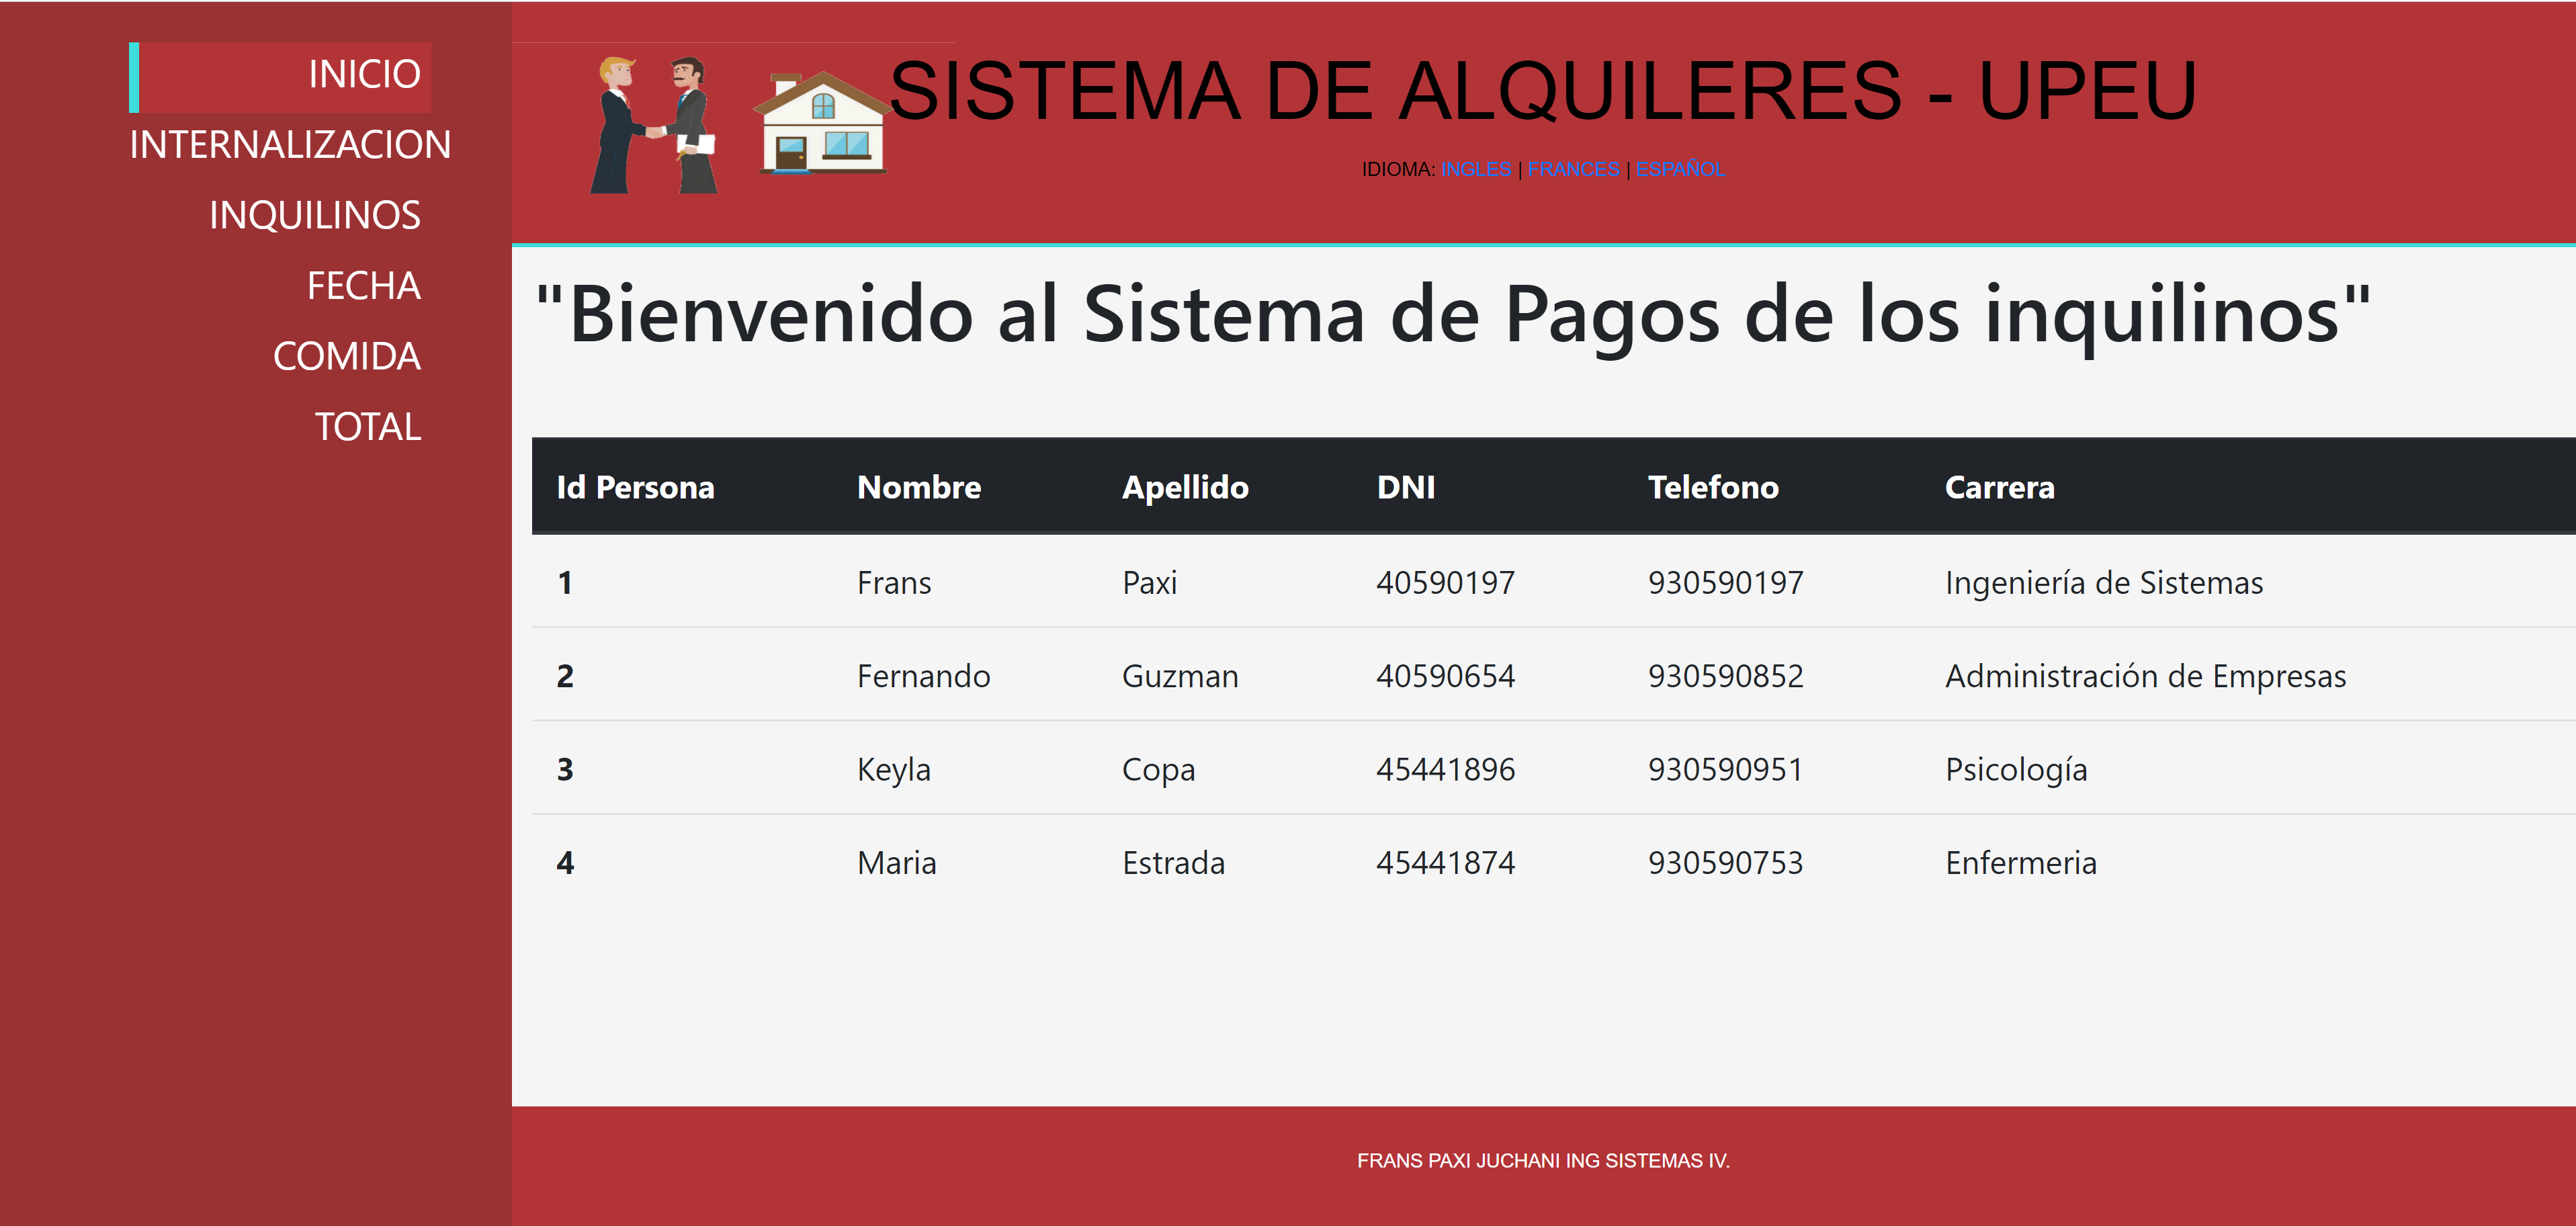 INICIO
INTERNALIZACION
INQUILINOS
FECHA
COMIDA
TOTAL
SISTEMA DE ALQUILERES - UPEU
IDIOMA: INGLES | FRANCES | ESPAÑOL
"Bienvenido al Sistema de Pagos de los inquilinos"
Id Persona Nombre Apellido DNI Telefono Carrera
1 Frans Paxi 40590197 930590197 Ingeniería de Sistemas
2 Fernando Guzman 40590654 930590852 Administración de Empresas
3 Keyla Copa 45441896 930590951 Psicología
4 Maria Estrada 45441874 930590753 Enfermeria
FRANS PAXI JUCHANI ING SISTEMAS IV.